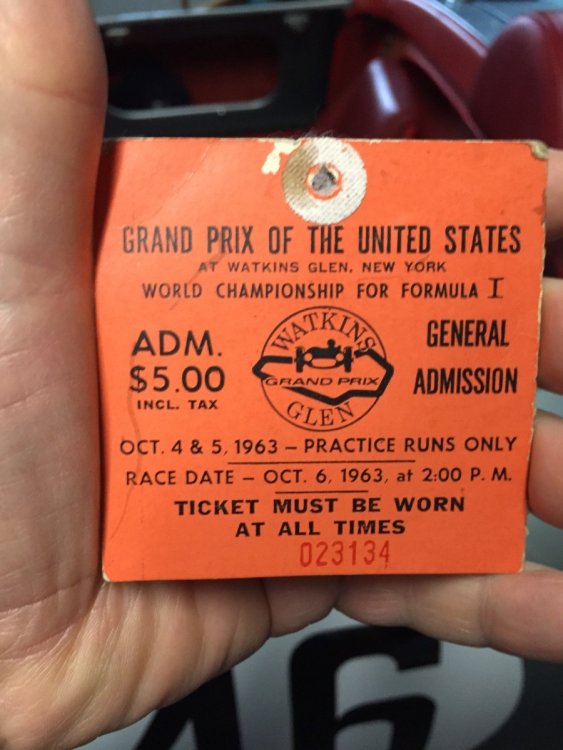 GRAND PRIX OF THE UNITED STATES
AT WATKINS GLEN, NEW YORK
WORLD CHAMPIONSHIP FOR FORMULA I
ADM.
$5.00
INCL. TAX
WATKINS
GRAND PRIX
GLEN
GENERAL
ADMISSION
OCT. 4 & 5, 1963 – PRACTICE RUNS ONLY
RACE DATE – OCT. 6, 1963, at 2:00 P. M.
TICKET MUST BE WORN
AT ALL TIMES
023134